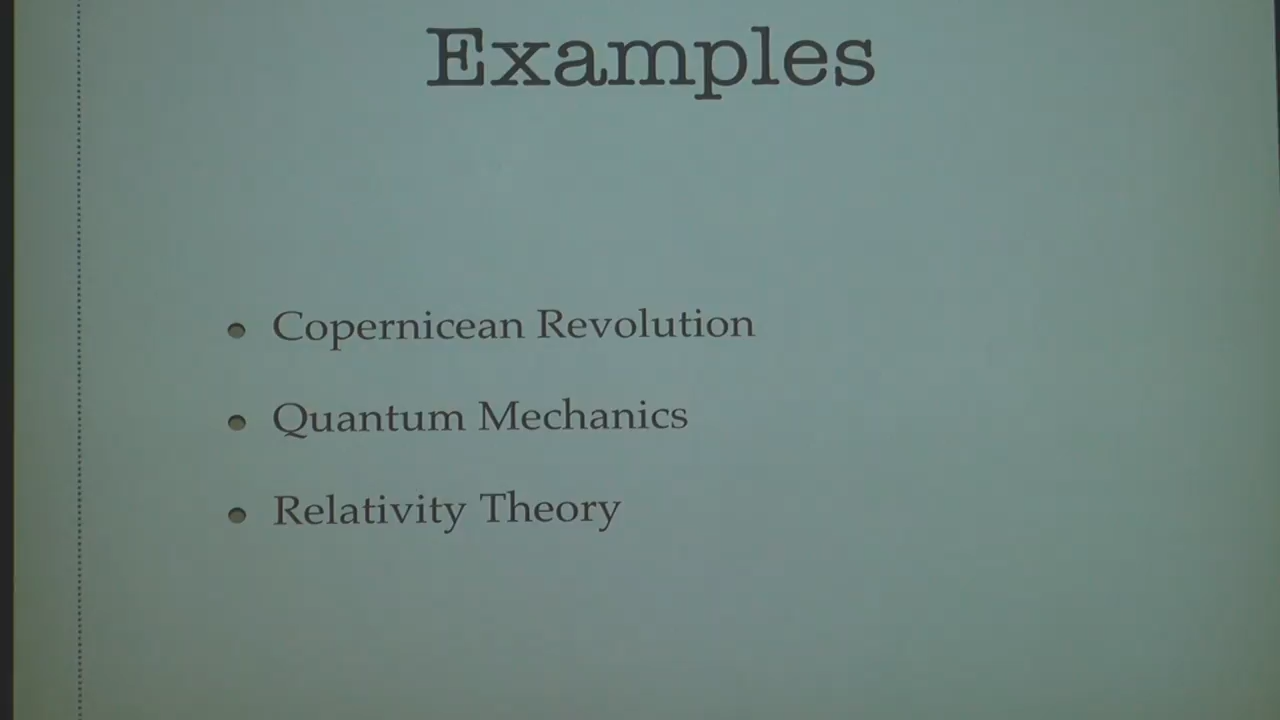 Examples
• Copernicean Revolution
• Quantum Mechanics
• Relativity Theory